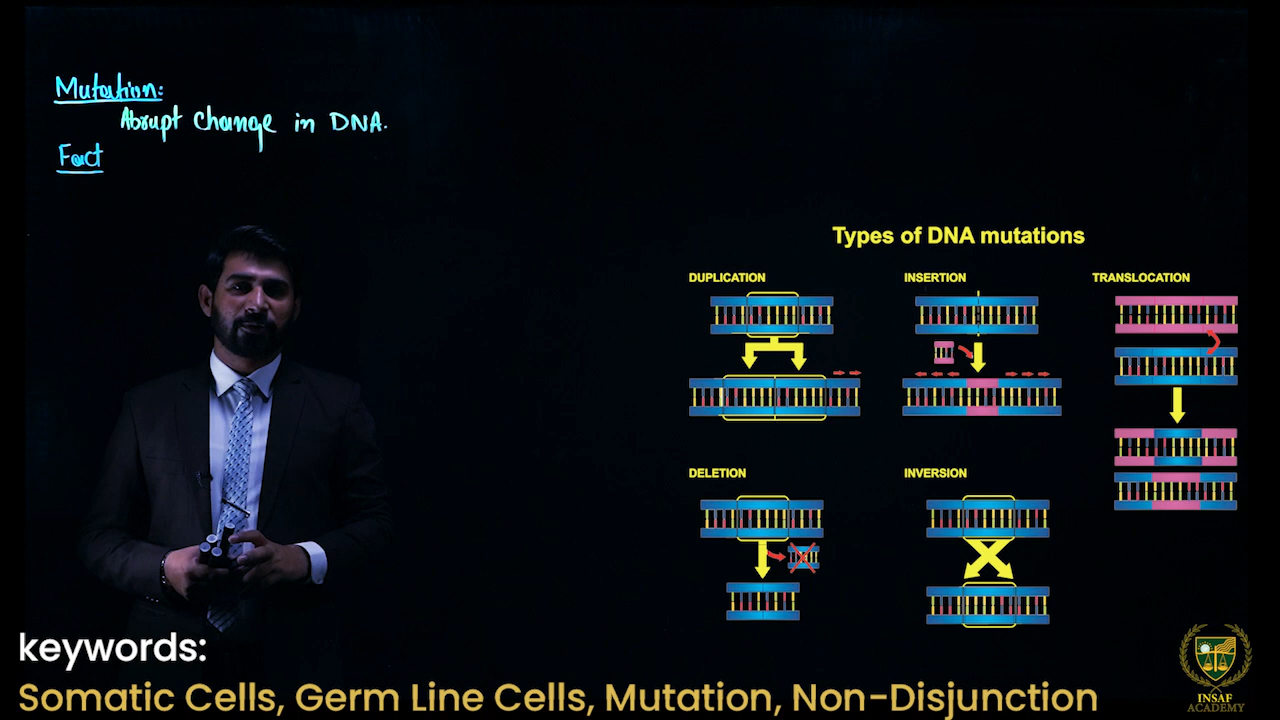 Mutation:
Abrupt change in DNA.
Fact
Types of DNA mutations
DUPLICATION
INSERTION
TRANSLOCATION
DELETION
INVERSION
keywords:
Somatic Cells, Germ Line Cells, Mutation, Non-Disjunction
INSAF
ACADEMY